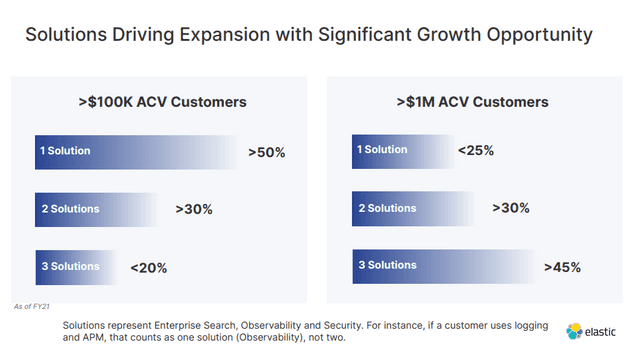 Solutions Driving Expansion with Significant Growth Opportunity
>$100K ACV Customers
1 Solution >50%
2 Solutions >30%
3 Solutions <20%
>$1M ACV Customers
1 Solution <25%
2 Solutions >30%
3 Solutions >45%
As of FY21
Solutions represent Enterprise Search, Observability and Security. For instance, if a customer uses logging
and APM, that counts as one solution (Observability), not two.
elastic